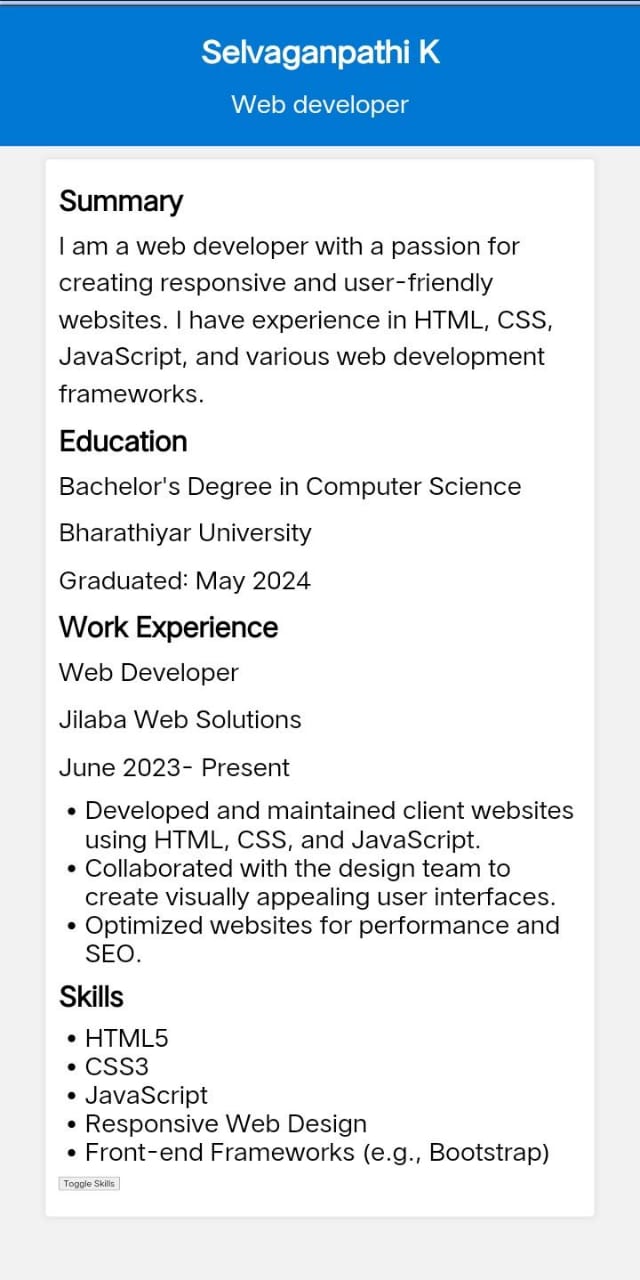 Selvaganpathi K
Web developer
Summary
I am a web developer with a passion for
creating responsive and user-friendly
websites. I have experience in HTML, CSS,
JavaScript, and various web development
frameworks.
Education
Bachelor's Degree in Computer Science
Bharathiyar University
Graduated: May 2024
Work Experience
Web Developer
Jilaba Web Solutions
June 2023- Present
• Developed and maintained client websites
using HTML, CSS, and JavaScript.
• Collaborated with the design team to
create visually appealing user interfaces.
• Optimized websites for performance and
SEO.
Skills
• HTML5
• CSS3
• JavaScript
• Responsive Web Design
• Front-end Frameworks (e.g., Bootstrap)
Toggle Skills